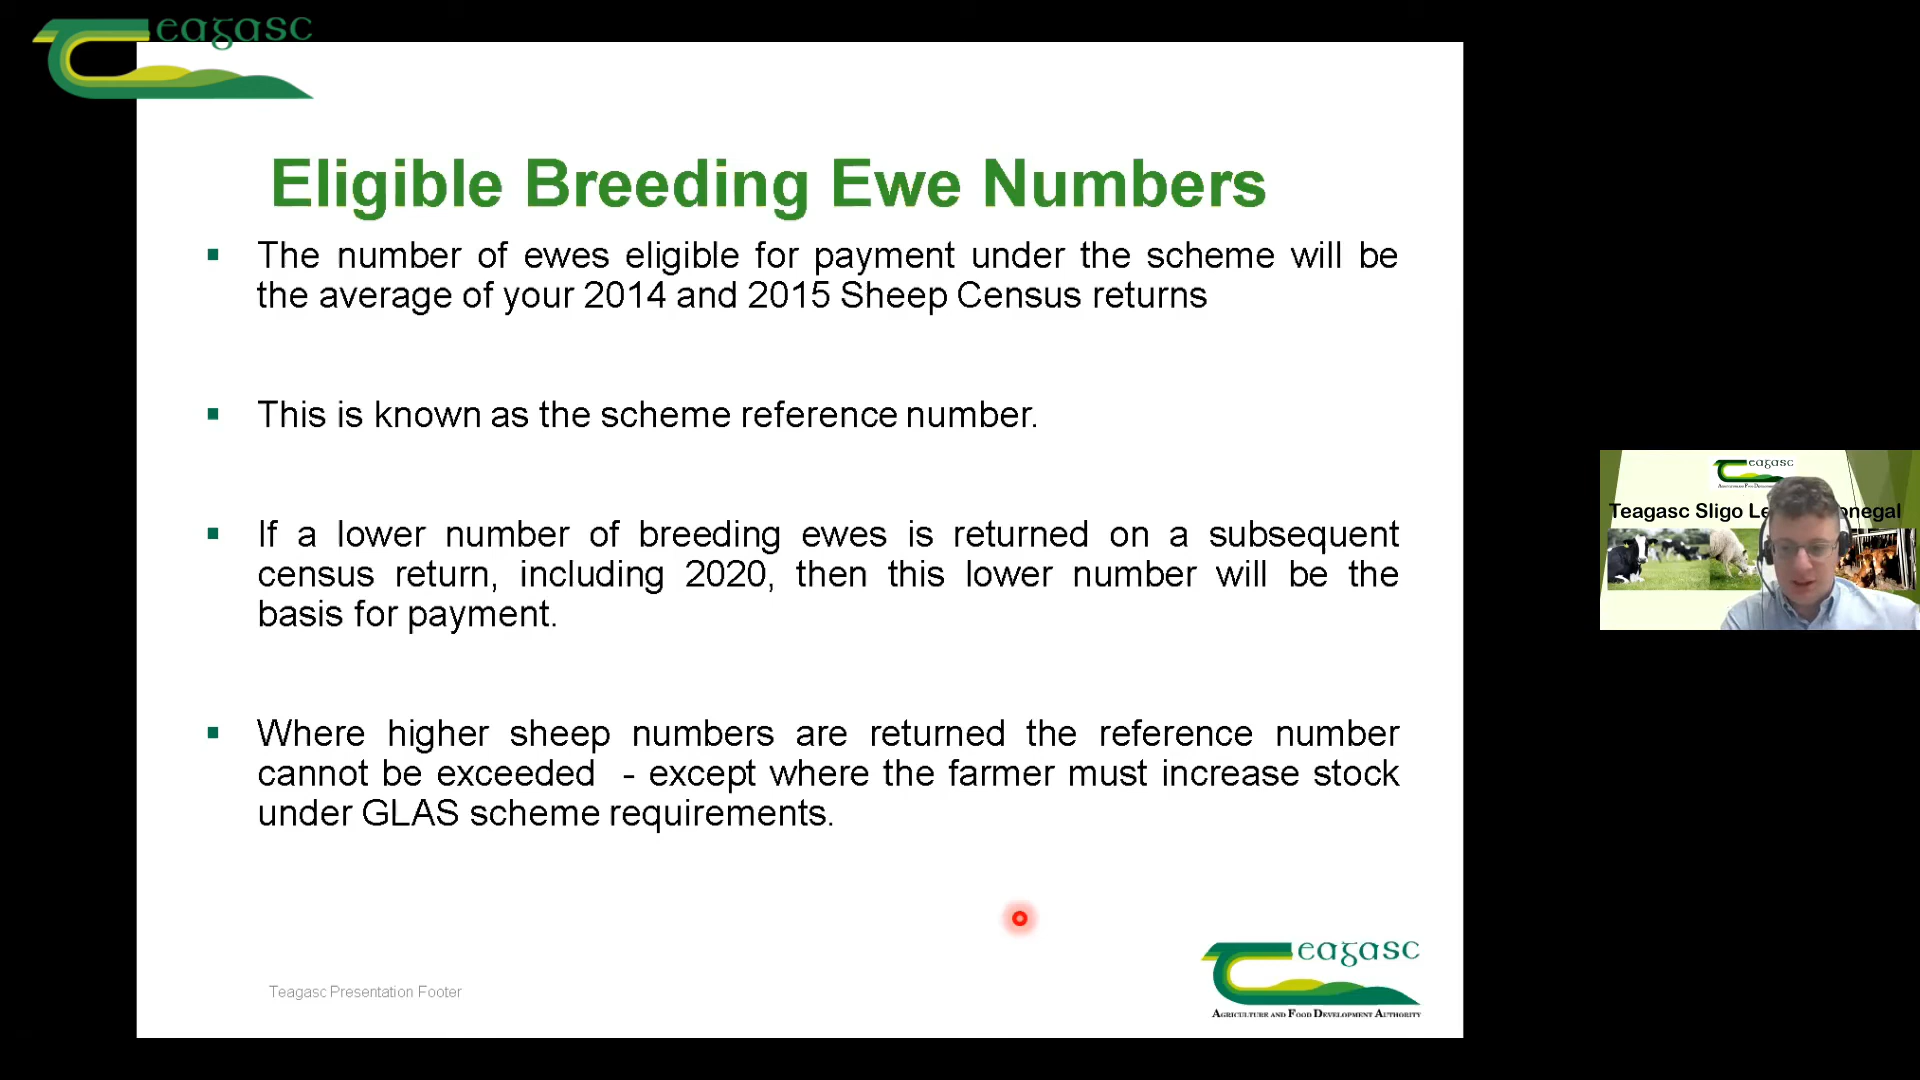 eagasc
Eligible Breeding Ewe Numbers
▪ The number of ewes eligible for payment under the scheme will be
the average of your 2014 and 2015 Sheep Census returns
▪ This is known as the scheme reference number.
▪ If a lower number of breeding ewes is returned on a subsequent
census return, including 2020, then this lower number will be the
basis for payment.
▪ Where higher sheep numbers are returned the reference number
cannot be exceeded - except where the farmer must increase stock
under GLAS scheme requirements.
Teagasc Presentation Footer
eagasc
AGRICULTURE AND FOOD DEVELOPMENT AUTHORITY
eagasc
Teagasc Sligo Le onegal